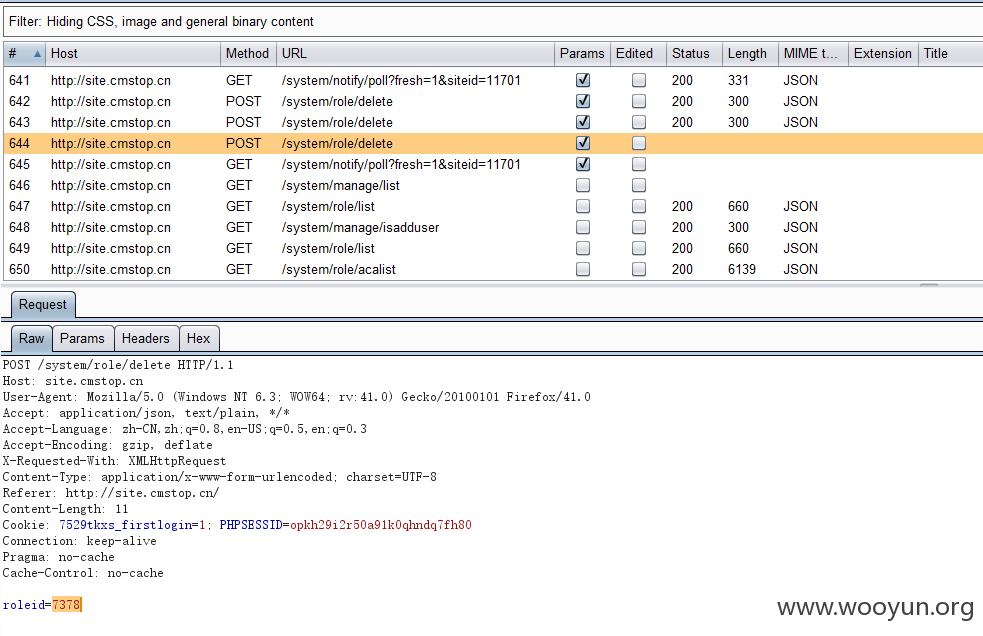 Filter: Hiding CSS, image and general binary content
# Host Method URL Params Edited Status Length MIME t... Extension Title
641 http://site.cmstop.cn GET /system/notify/poll?fresh=1&siteid=11701 200 331 JSON
642 http://site.cmstop.cn POST /system/role/delete 200 300 JSON
643 http://site.cmstop.cn POST /system/role/delete 200 300 JSON
644 http://site.cmstop.cn POST /system/role/delete
645 http://site.cmstop.cn GET /system/notify/poll?fresh=1&siteid=11701
646 http://site.cmstop.cn GET /system/manage/list
647 http://site.cmstop.cn GET /system/role/list 200 660 JSON
648 http://site.cmstop.cn GET /system/manage/isadduser 200 300 JSON
649 http://site.cmstop.cn GET /system/role/list 200 660 JSON
650 http://site.cmstop.cn GET /system/role/acalist 200 6139 JSON
Request
Raw Params Headers Hex
POST /system/role/delete HTTP/1.1
Host: site.cmstop.cn
User-Agent: Mozilla/5.0 (Windows NT 6.3; WOW64; rv:41.0) Gecko/20100101 Firefox/41.0
Accept: application/json, text/plain, */*
Accept-Language: zh-CN,zh;q=0.8,en-US;q=0.5,en;q=0.3
Accept-Encoding: gzip, deflate
X-Requested-With: XMLHttpRequest
Content-Type: application/x-www-form-urlencoded; charset=UTF-8
Referer: http://site.cmstop.cn/
Content-Length: 11
Cookie: 7529tkxs_firstlogin=1; PHPSESSID=opkh29i2r50a91k0qhndq7fh80
Connection: keep-alive
Pragma: no-cache
Cache-Control: no-cache
roleid=7378
www.wooyun.org